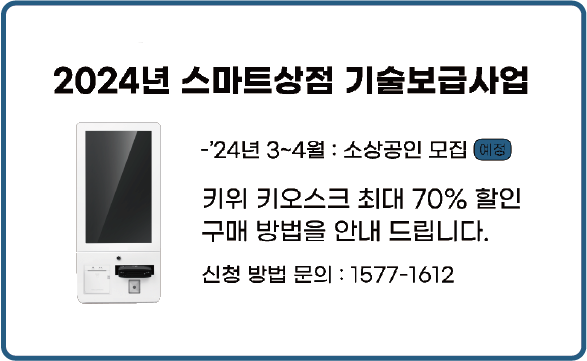 2024년 스마트상점 기술보급사업
-'24년 3~4월 : 소상공인 모집 예정
키위 키오스크 최대 70% 할인
구매 방법을 안내 드립니다.
신청 방법 문의 : 1577-1612